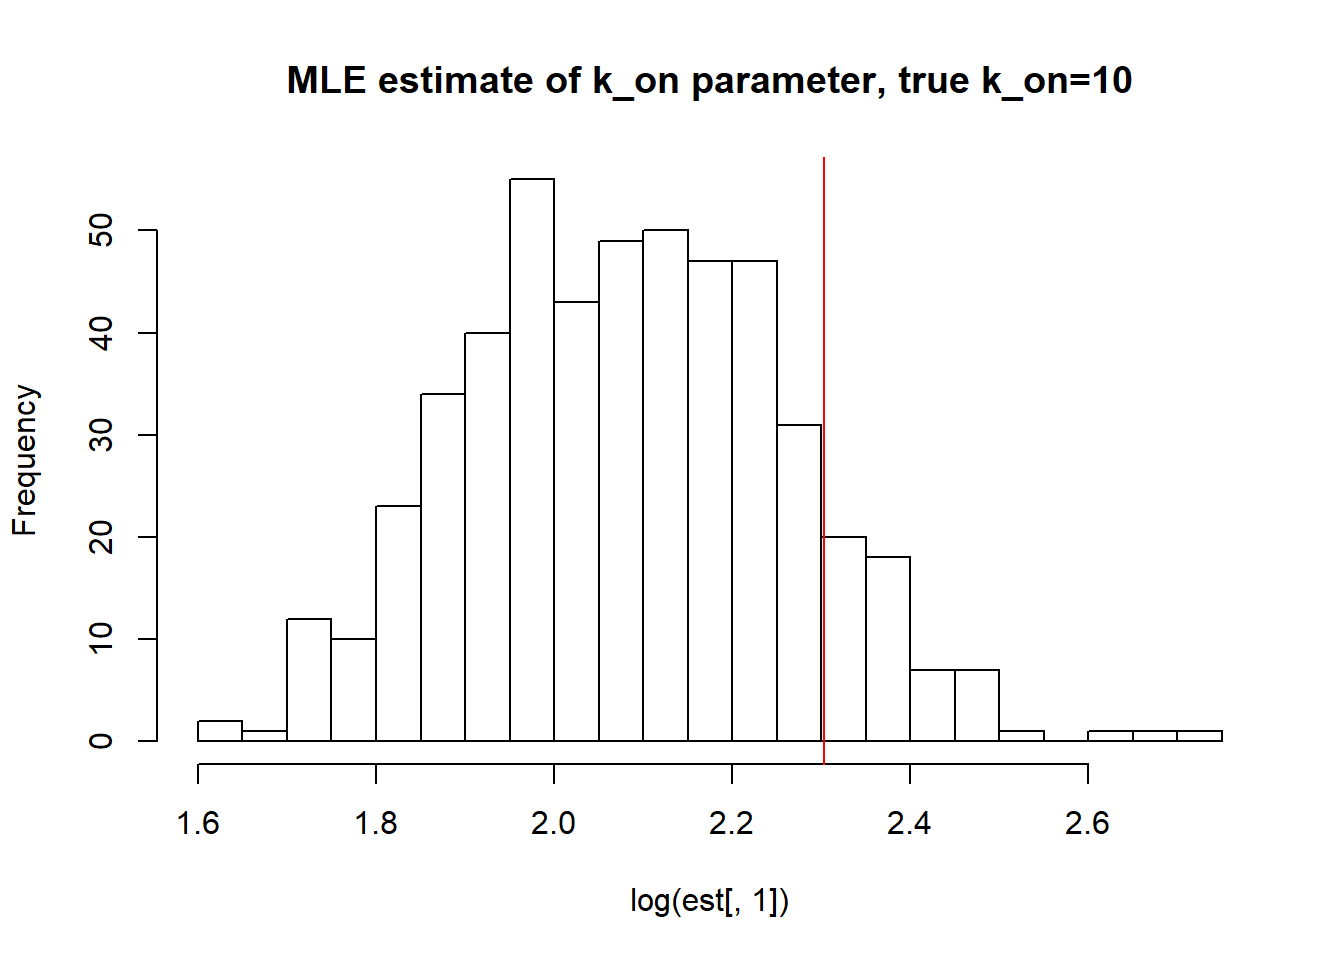 MLE estimate of k_on parameter, true k_on=10
Frequency
50
40
30
20
10
0
1.6 1.8 2.0 2.2 2.4 2.6
log(est[, 1])